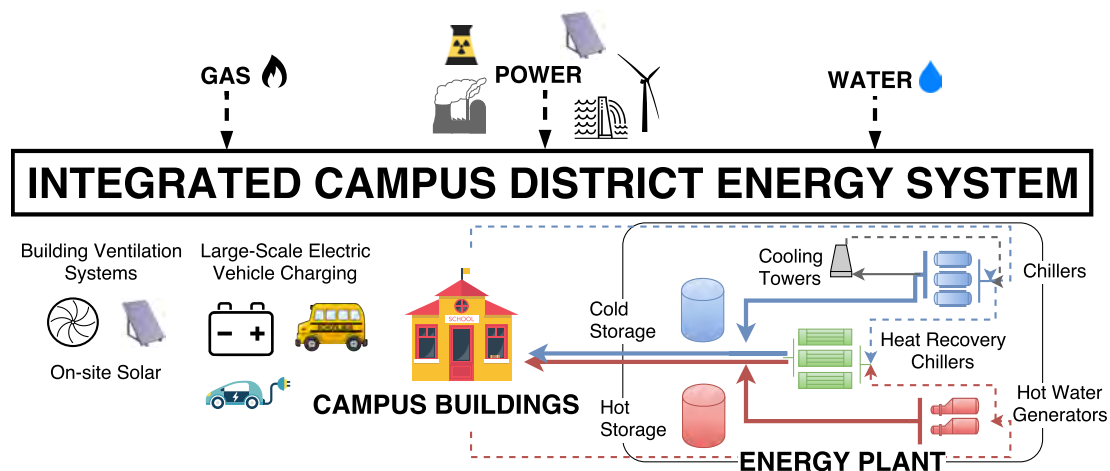 GAS
POWER
WATER
INTEGRATED CAMPUS DISTRICT ENERGY SYSTEM
Building Ventilation
Systems
On-site Solar
Large-Scale Electric
Vehicle Charging
- +
SCHOOL
CAMPUS BUILDINGS
Cold
Storage
Hot
Storage
Cooling
Towers
Chillers
Heat Recovery
Chillers
Hot Water
Generators
ENERGY PLANT